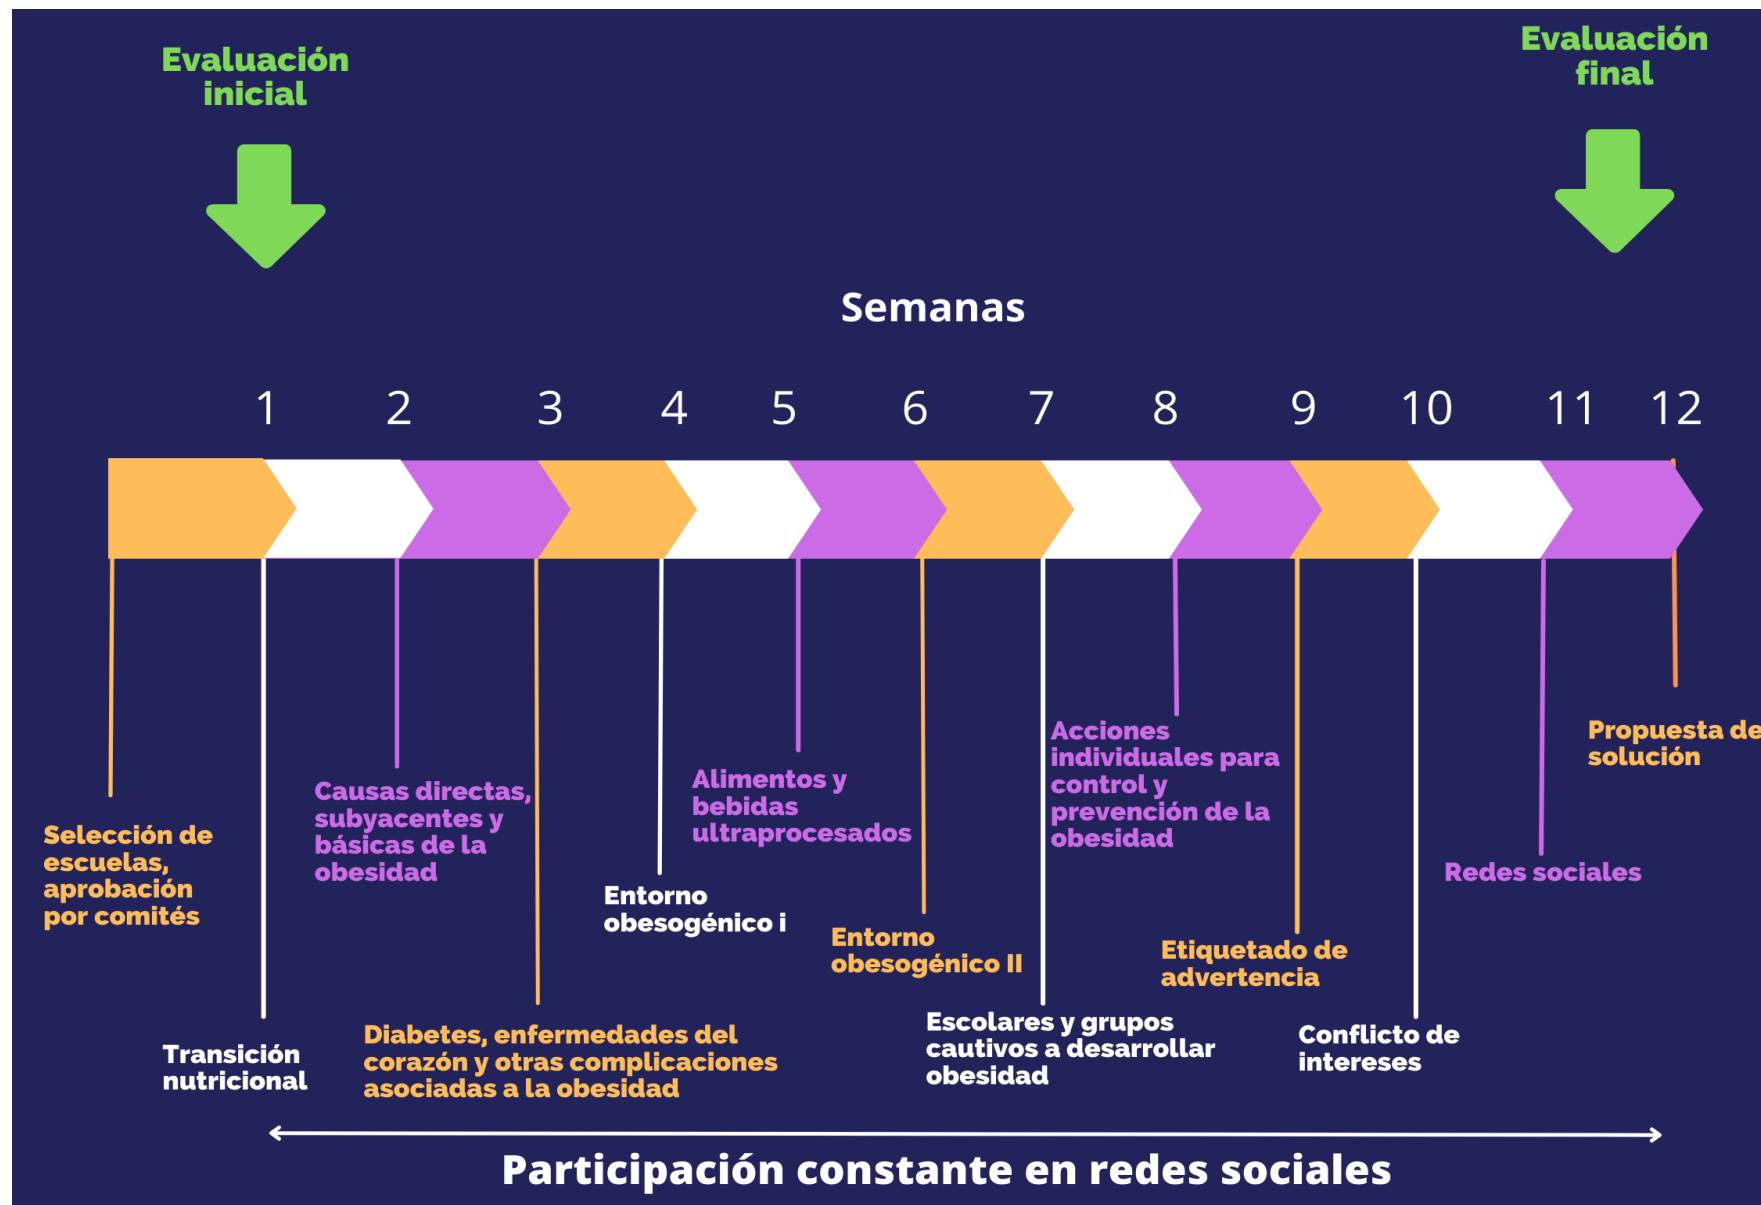 Evaluación
inicial
Evaluación
final
Semanas
1 2 3 4 5 6 7 8 9 10 11 12
Selección de
escuelas,
aprobación
por comités
Transición
nutricional
Causas directas,
subyacentes y
básicas de la
obesidad
Diabetes, enfermedades del
corazón y otras complicaciones
asociadas a la obesidad
Entorno
obesogénico i
Alimentos y
bebidas
ultraprocesados
Entorno
obesogénico II
Escolares y grupos
cautivos a desarrollar
obesidad
Acciones
individuales para
control y
prevención de la
obesidad
Etiquetado de
advertencia
Conflicto de
intereses
Redes sociales
Propuesta de
solución
Participación constante en redes sociales